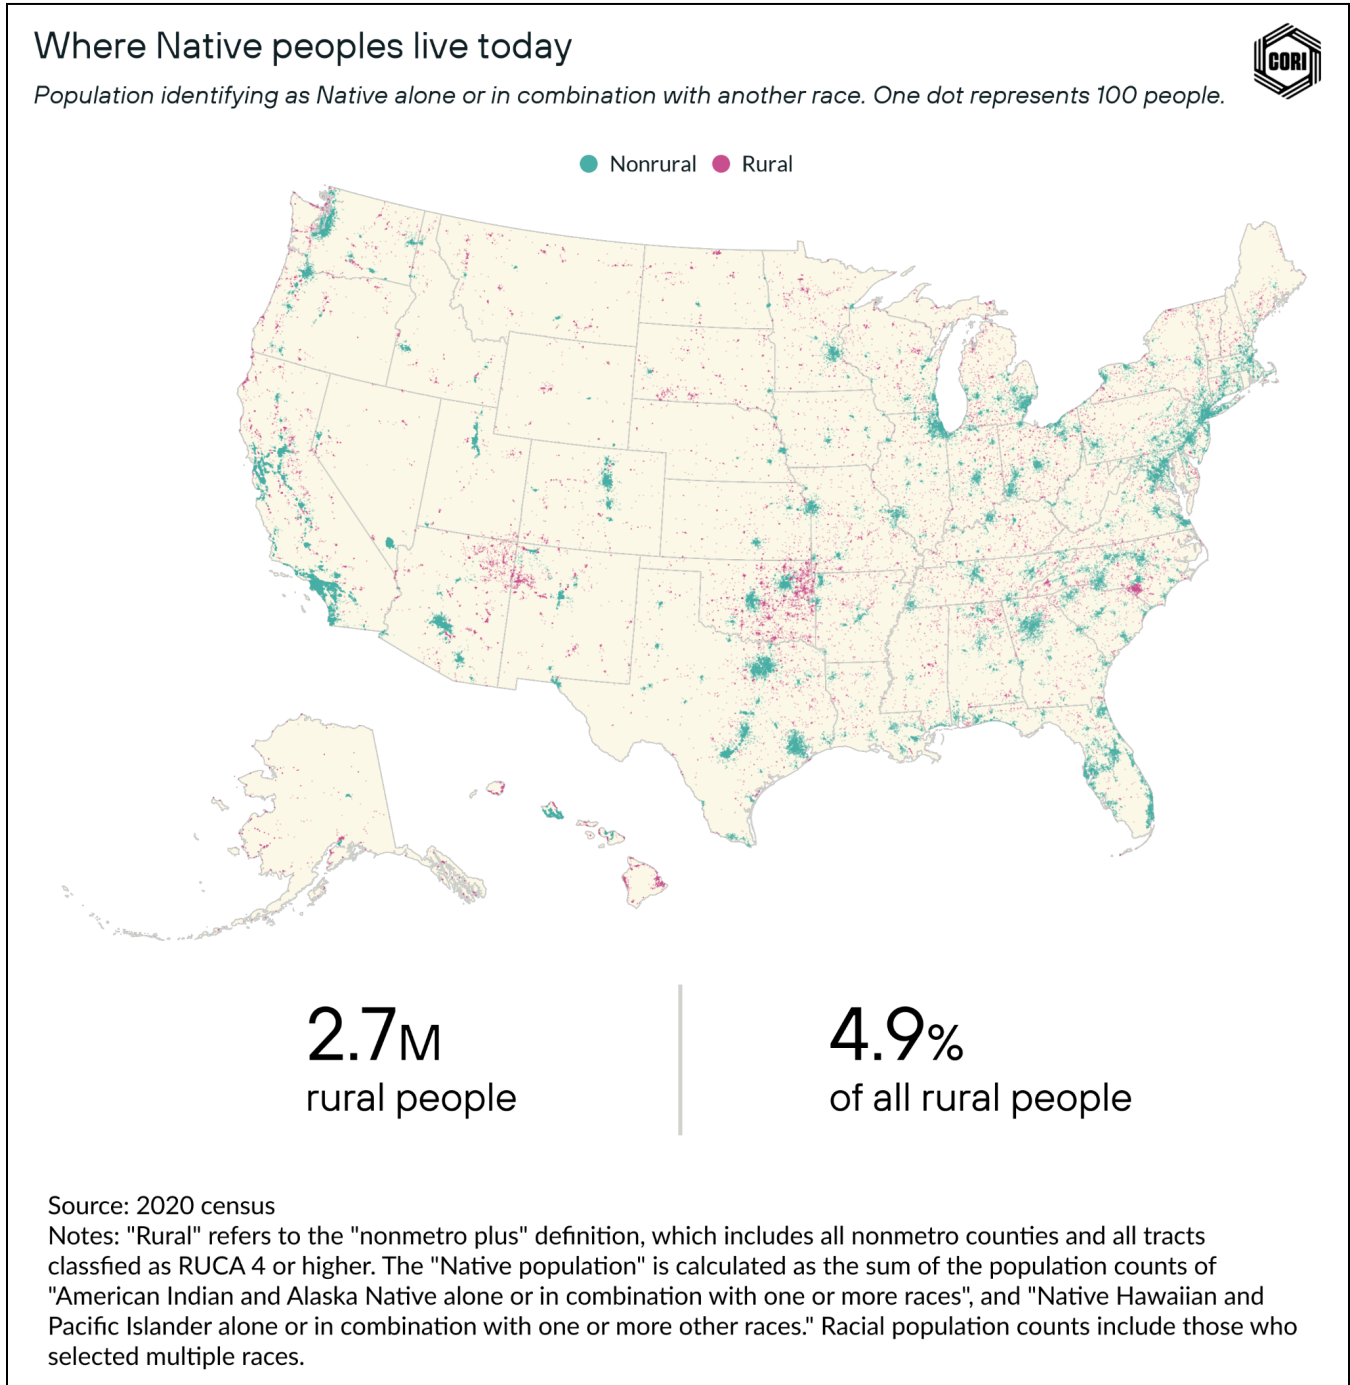 Where Native peoples live today
CORI
Population identifying as Native alone or in combination with another race. One dot represents 100 people.
Nonrural Rural
2.7M
rural people
4.9%
of all rural people
Source: 2020 census
Notes: "Rural" refers to the "nonmetro plus" definition, which includes all nonmetro counties and all tracts
classfied as RUCA 4 or higher. The "Native population" is calculated as the sum of the population counts of
"American Indian and Alaska Native alone or in combination with one or more races", and "Native Hawaiian and
Pacific Islander alone or in combination with one or more other races." Racial population counts include those who
selected multiple races.